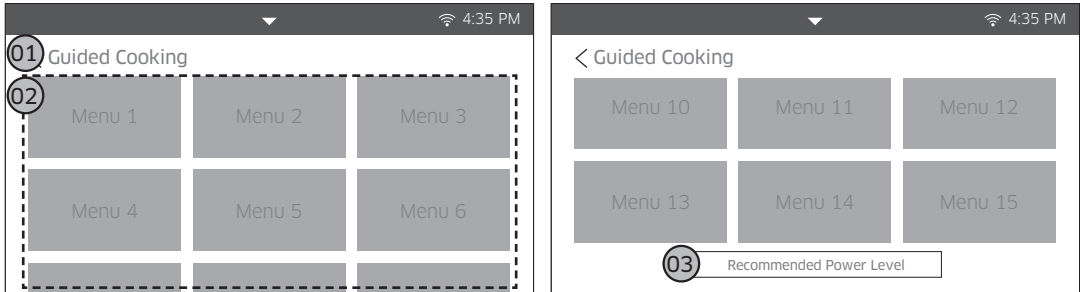 4:35 PM
01 Guided Cooking
02
Menu 1 Menu 2 Menu 3
Menu 4 Menu 5 Menu 6
4:35 PM
Guided Cooking
Menu 10 Menu 11 Menu 12
Menu 13 Menu 14 Menu 15
03 Recommended Power Level